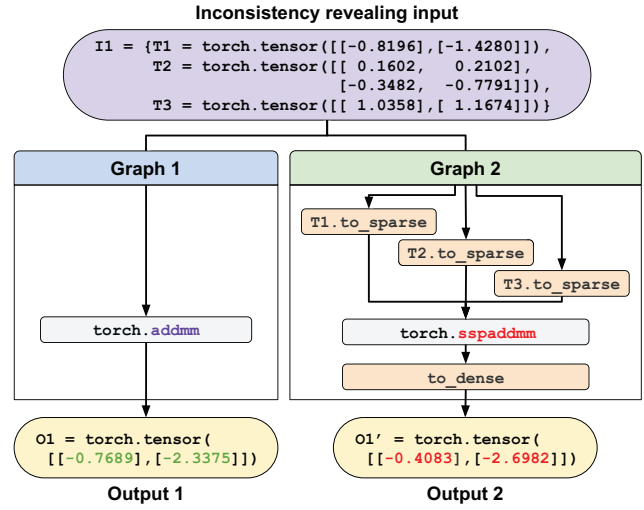 Inconsistency revealing input
I1 = {T1 = torch.tensor([[-0.8196],[-1.4280]]),
T2 = torch.tensor([[ 0.1602, 0.2102],
[-0.3482, -0.7791]]),
T3 = torch.tensor([[ 1.0358],[ 1.1674]])}
Graph 1
torch.addmm
O1 = torch.tensor(
[[-0.7689],[-2.3375]])
Output 1
Graph 2
T1.to_sparse
T2.to_sparse
T3.to_sparse
torch.sspaddmm
to_dense
O1' = torch.tensor(
[[-0.4083],[-2.6982]])
Output 2